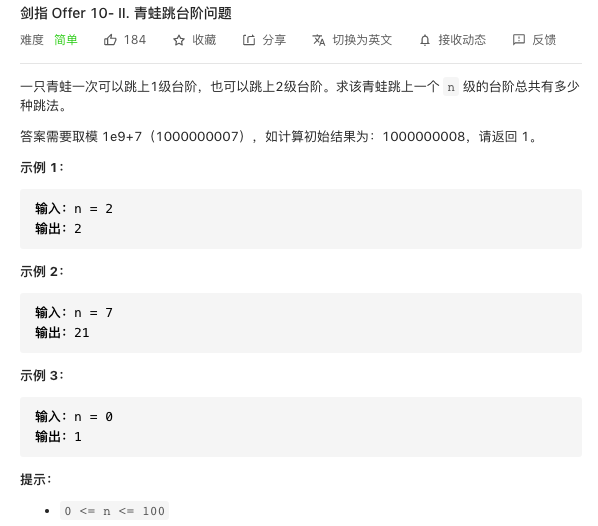 剑指 Offer 10- II. 青蛙跳台阶问题
难度 简单 184 收藏 分享 切换为英文 接收动态 反馈
一只青蛙一次可以跳上1级台阶，也可以跳上2级台阶。求该青蛙跳上一个 n 级的台阶总共有多少
种跳法。
答案需要取模 1e9+7（1000000007），如计算初始结果为：1000000008，请返回 1。
示例 1：
输入：n = 2
输出：2
示例 2：
输入：n = 7
输出：21
示例 3：
输入：n = 0
输出：1
提示：
• 0 <= n <= 100